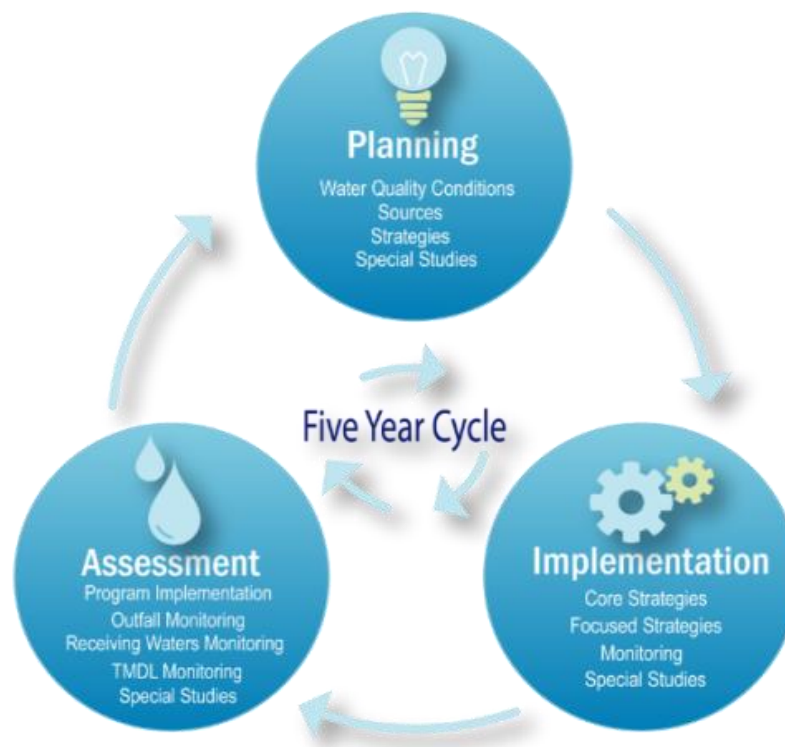 Planning
Water Quality Conditions
Sources
Strategies
Special Studies
Five Year Cycle
Assessment
Program Implementation
Outfall Monitoring
Receiving Waters Monitoring
TMDL Monitoring
Special Studies
Implementation
Core Strategies
Focused Strategies
Monitoring
Special Studies